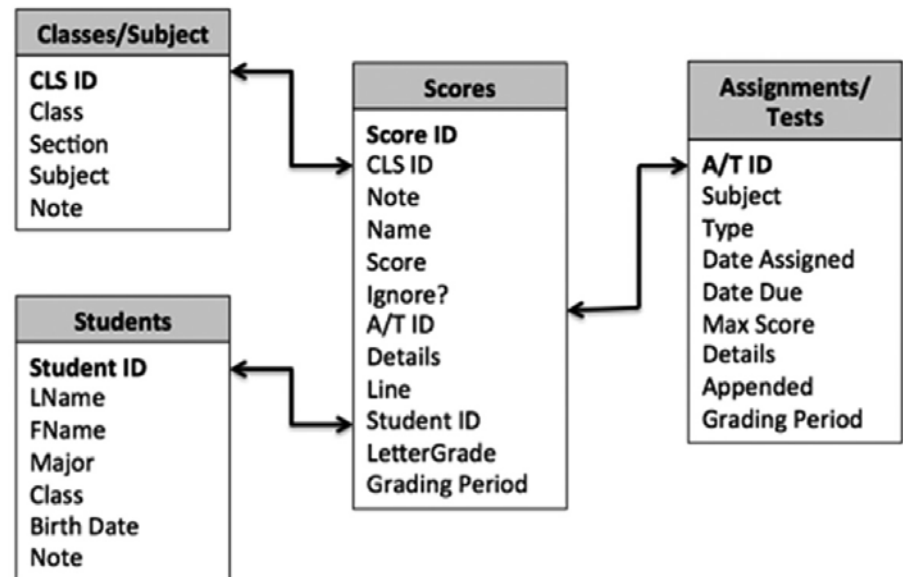 Classes/Subject
CLS ID
Class
Section
Subject
Note
Students
Student ID
LName
FName
Major
Class
Birth Date
Note
Scores
Score ID
CLS ID
Note
Name
Score
Ignore?
A/T ID
Details
Line
Student ID
LetterGrade
Grading Period
Assignments/
Tests
A/T ID
Subject
Type
Date Assigned
Date Due
Max Score
Details
Appended
Grading Period